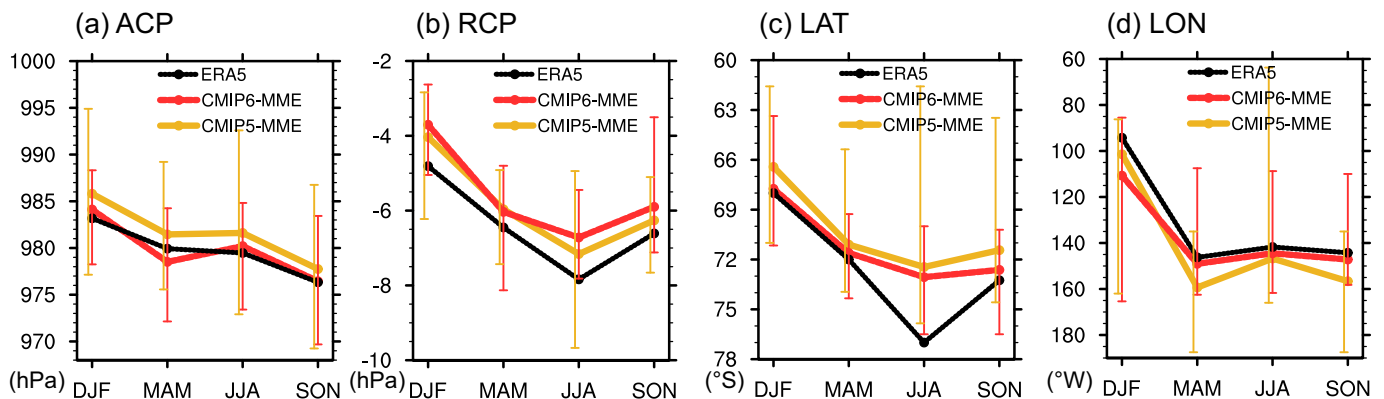 (a) ACP
1000
995
990
985
980
975
970
(hPa)
DJF MAM JJA SON
ERA5
CMIP6-MME
CMIP5-MME
(b) RCP
-2
-4
-6
-8
-10
(hPa)
DJF MAM JJA SON
ERA5
CMIP6-MME
CMIP5-MME
(c) LAT
60
63
66
69
72
75
78
(°S)
DJF MAM JJA SON
ERA5
CMIP6-MME
CMIP5-MME
(d) LON
60
80
100
120
140
160
180
(°W)
DJF MAM JJA SON
ERA5
CMIP6-MME
CMIP5-MME